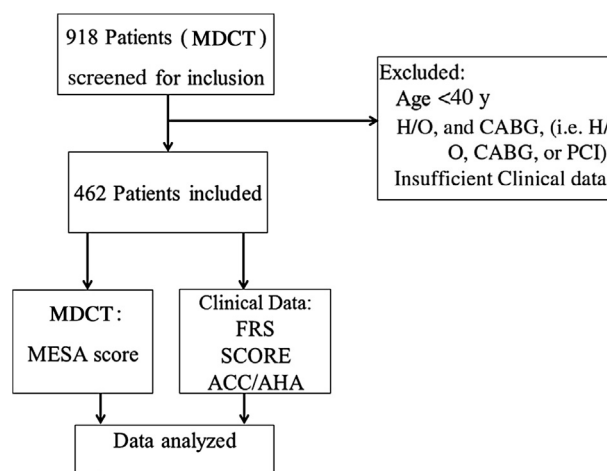 918 Patients (MDCT)
screened for inclusion
Excluded:
Age <40 y
H/O, and CABG, (i.e. H/
O, CABG, or PCI)
Insufficient Clinical data
462 Patients included
MDCT:
MESA score
Clinical Data:
FRS
SCORE
ACC/AHA
Data analyzed